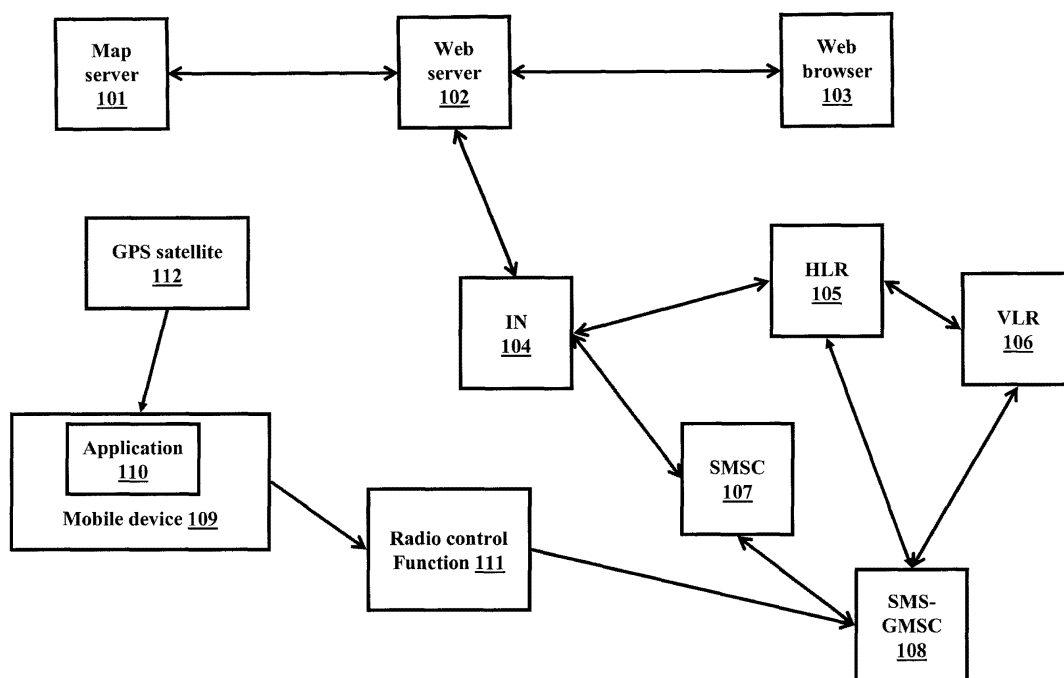 Map
server
101
Web
server
102
Web
browser
103
GPS satellite
112
HLR
105
VLR
106
IN
104
Application
110
Mobile device 109
SMSC
107
Radio control
Function 111
SMS-
GMSC
108